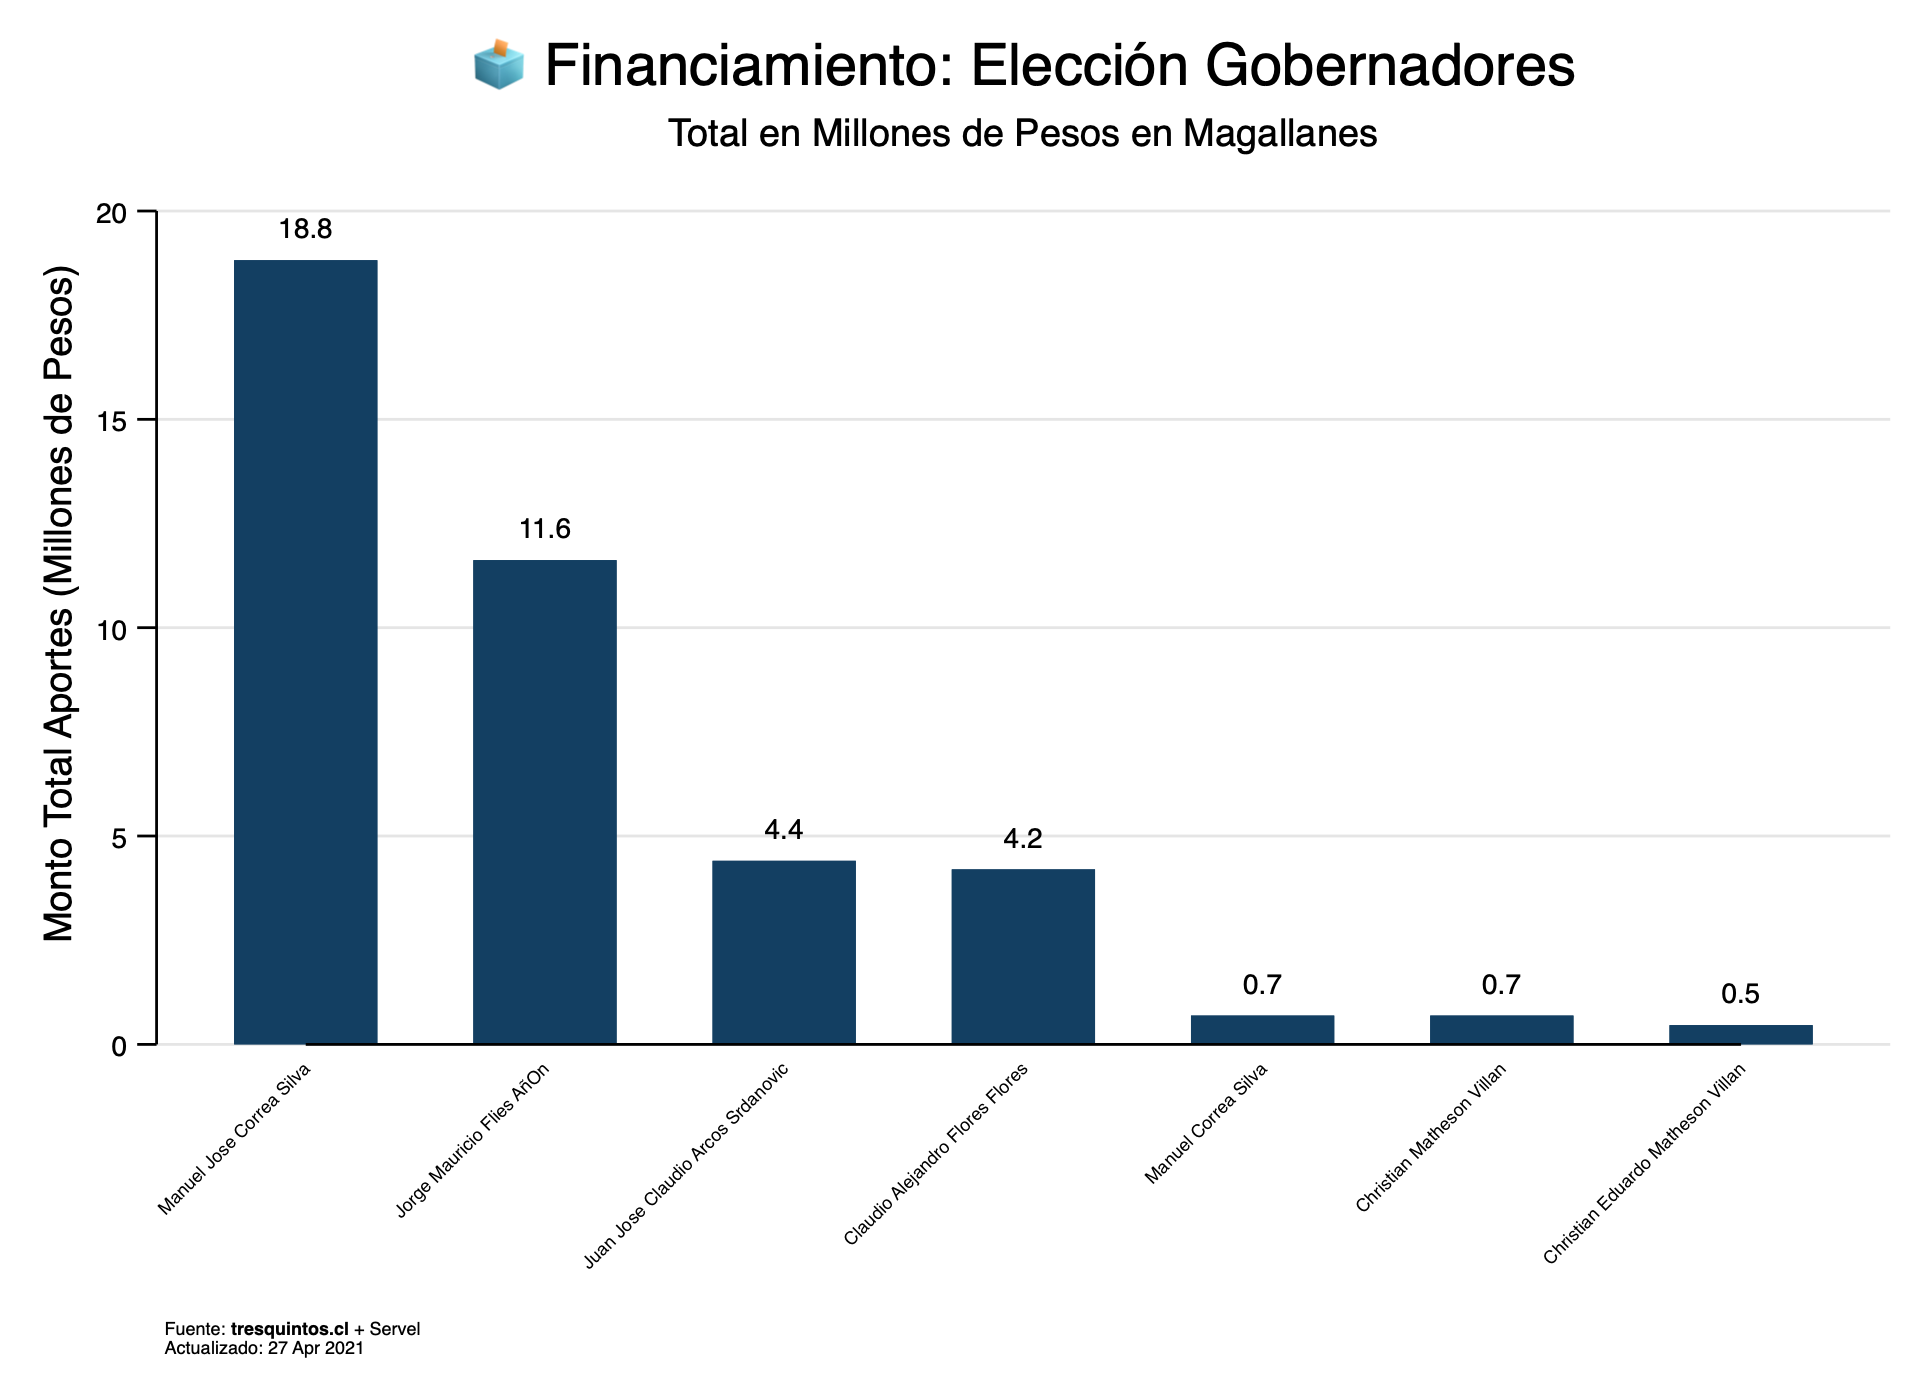 Financiamiento: Elección Gobernadores
Total en Millones de Pesos en Magallanes
Monto Total Aportes (Millones de Pesos)
20
15
10
5
0
18.8
11.6
4.4
4.2
0.7
0.7
0.5
Manuel Jose Correa Silva
Jorge Mauricio Flies AñOn
Juan Jose Claudio Arcos Srdanovic
Claudio Alejandro Flores Flores
Manuel Correa Silva
Christian Matheson Villan
Christian Eduardo Matheson Villan
Fuente: tresquintos.cl + Servel
Actualizado: 27 Apr 2021